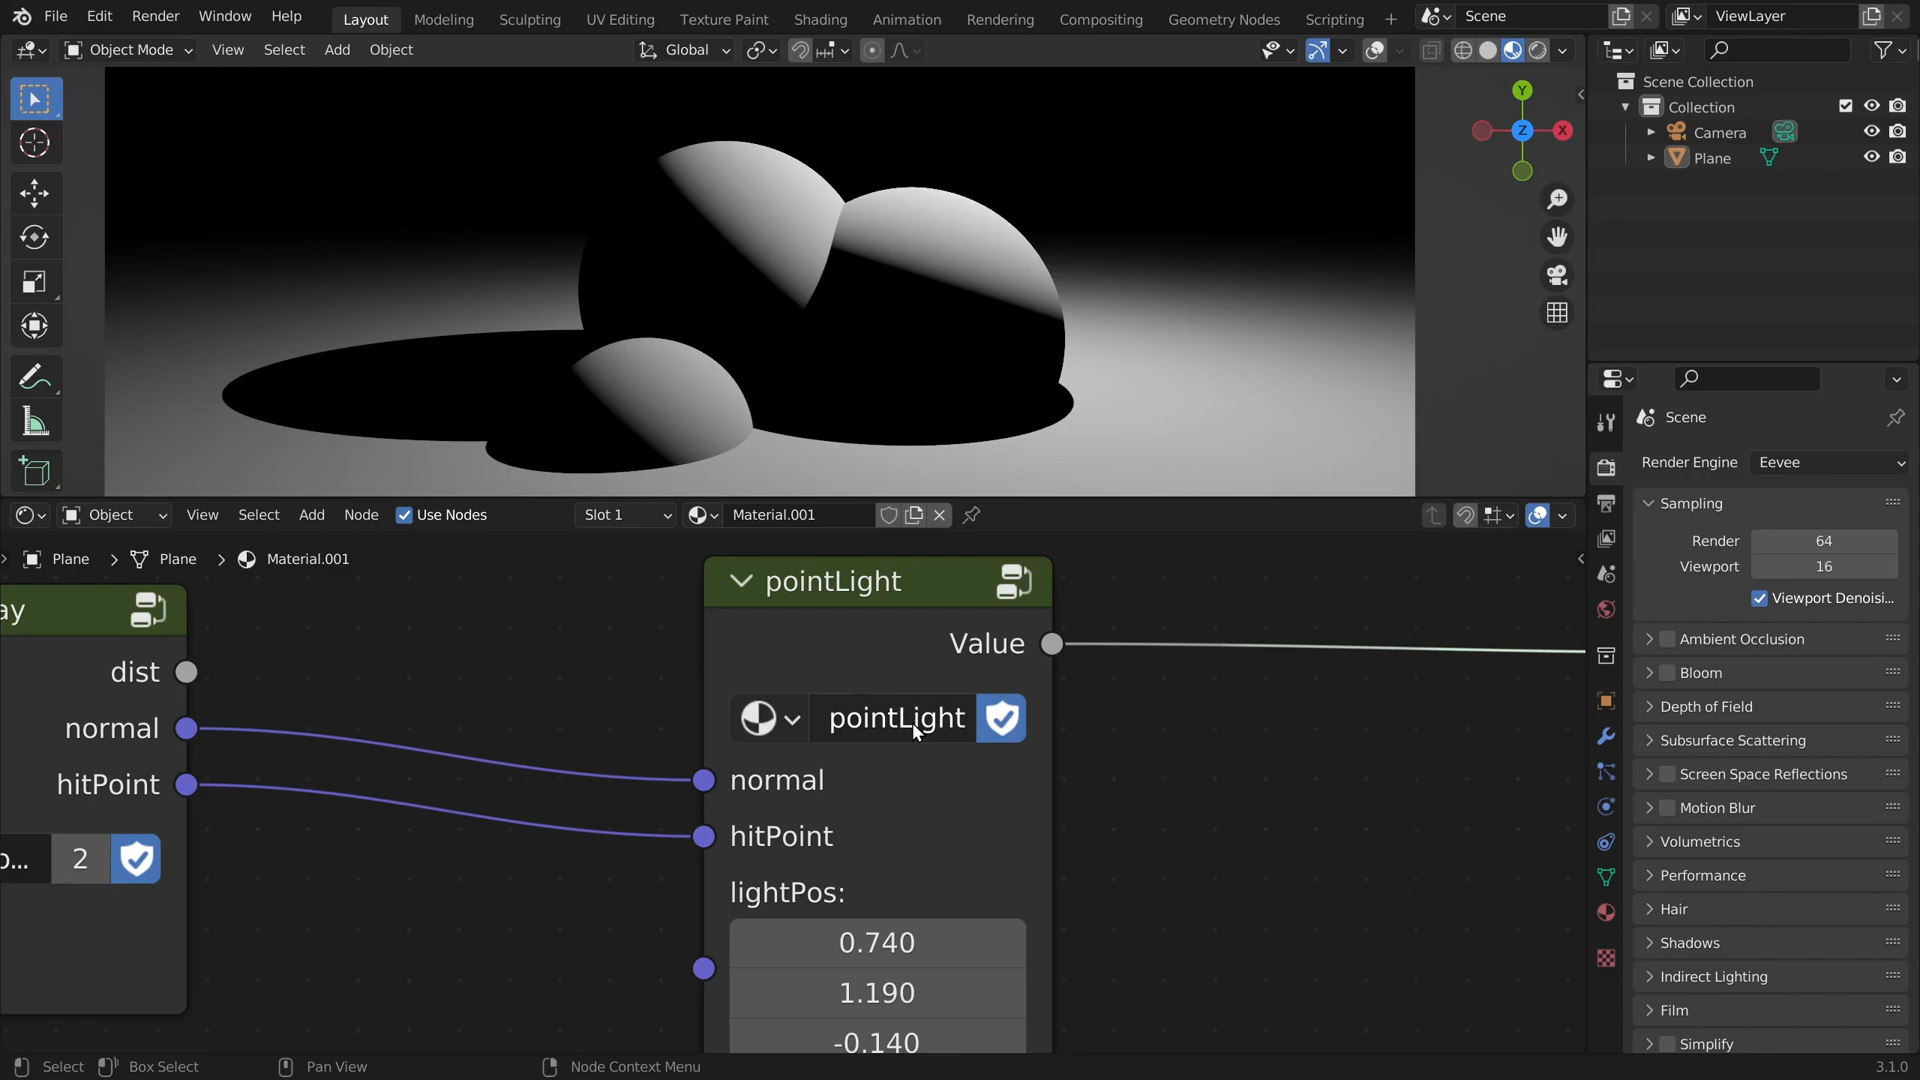 File Edit Render Window Help Layout Modeling Sculpting UV Editing Texture Paint Shading Animation Rendering Compositing Geometry Nodes Scripting + Scene ViewLayer
Object Mode View Select Add Object Global
Y
Z X
Scene Collection
Collection
Camera
Plane
Scene
Render Engine Eevee
Sampling
Render 64
Viewport 16
Viewport Denoisi...
Ambient Occlusion
Bloom
Depth of Field
Subsurface Scattering
Screen Space Reflections
Motion Blur
Volumetrics
Performance
Hair
Shadows
Indirect Lighting
Film
Simplify
Object View Select Add Node Use Nodes Slot 1 Material.001
Plane > Plane > Material.001
ay
dist
normal
hitPoint
2
pointLight
Value
pointLight
normal
hitPoint
lightPos:
0.740
1.190
-0.140
Select Box Select Pan View Node Context Menu 3.1.0